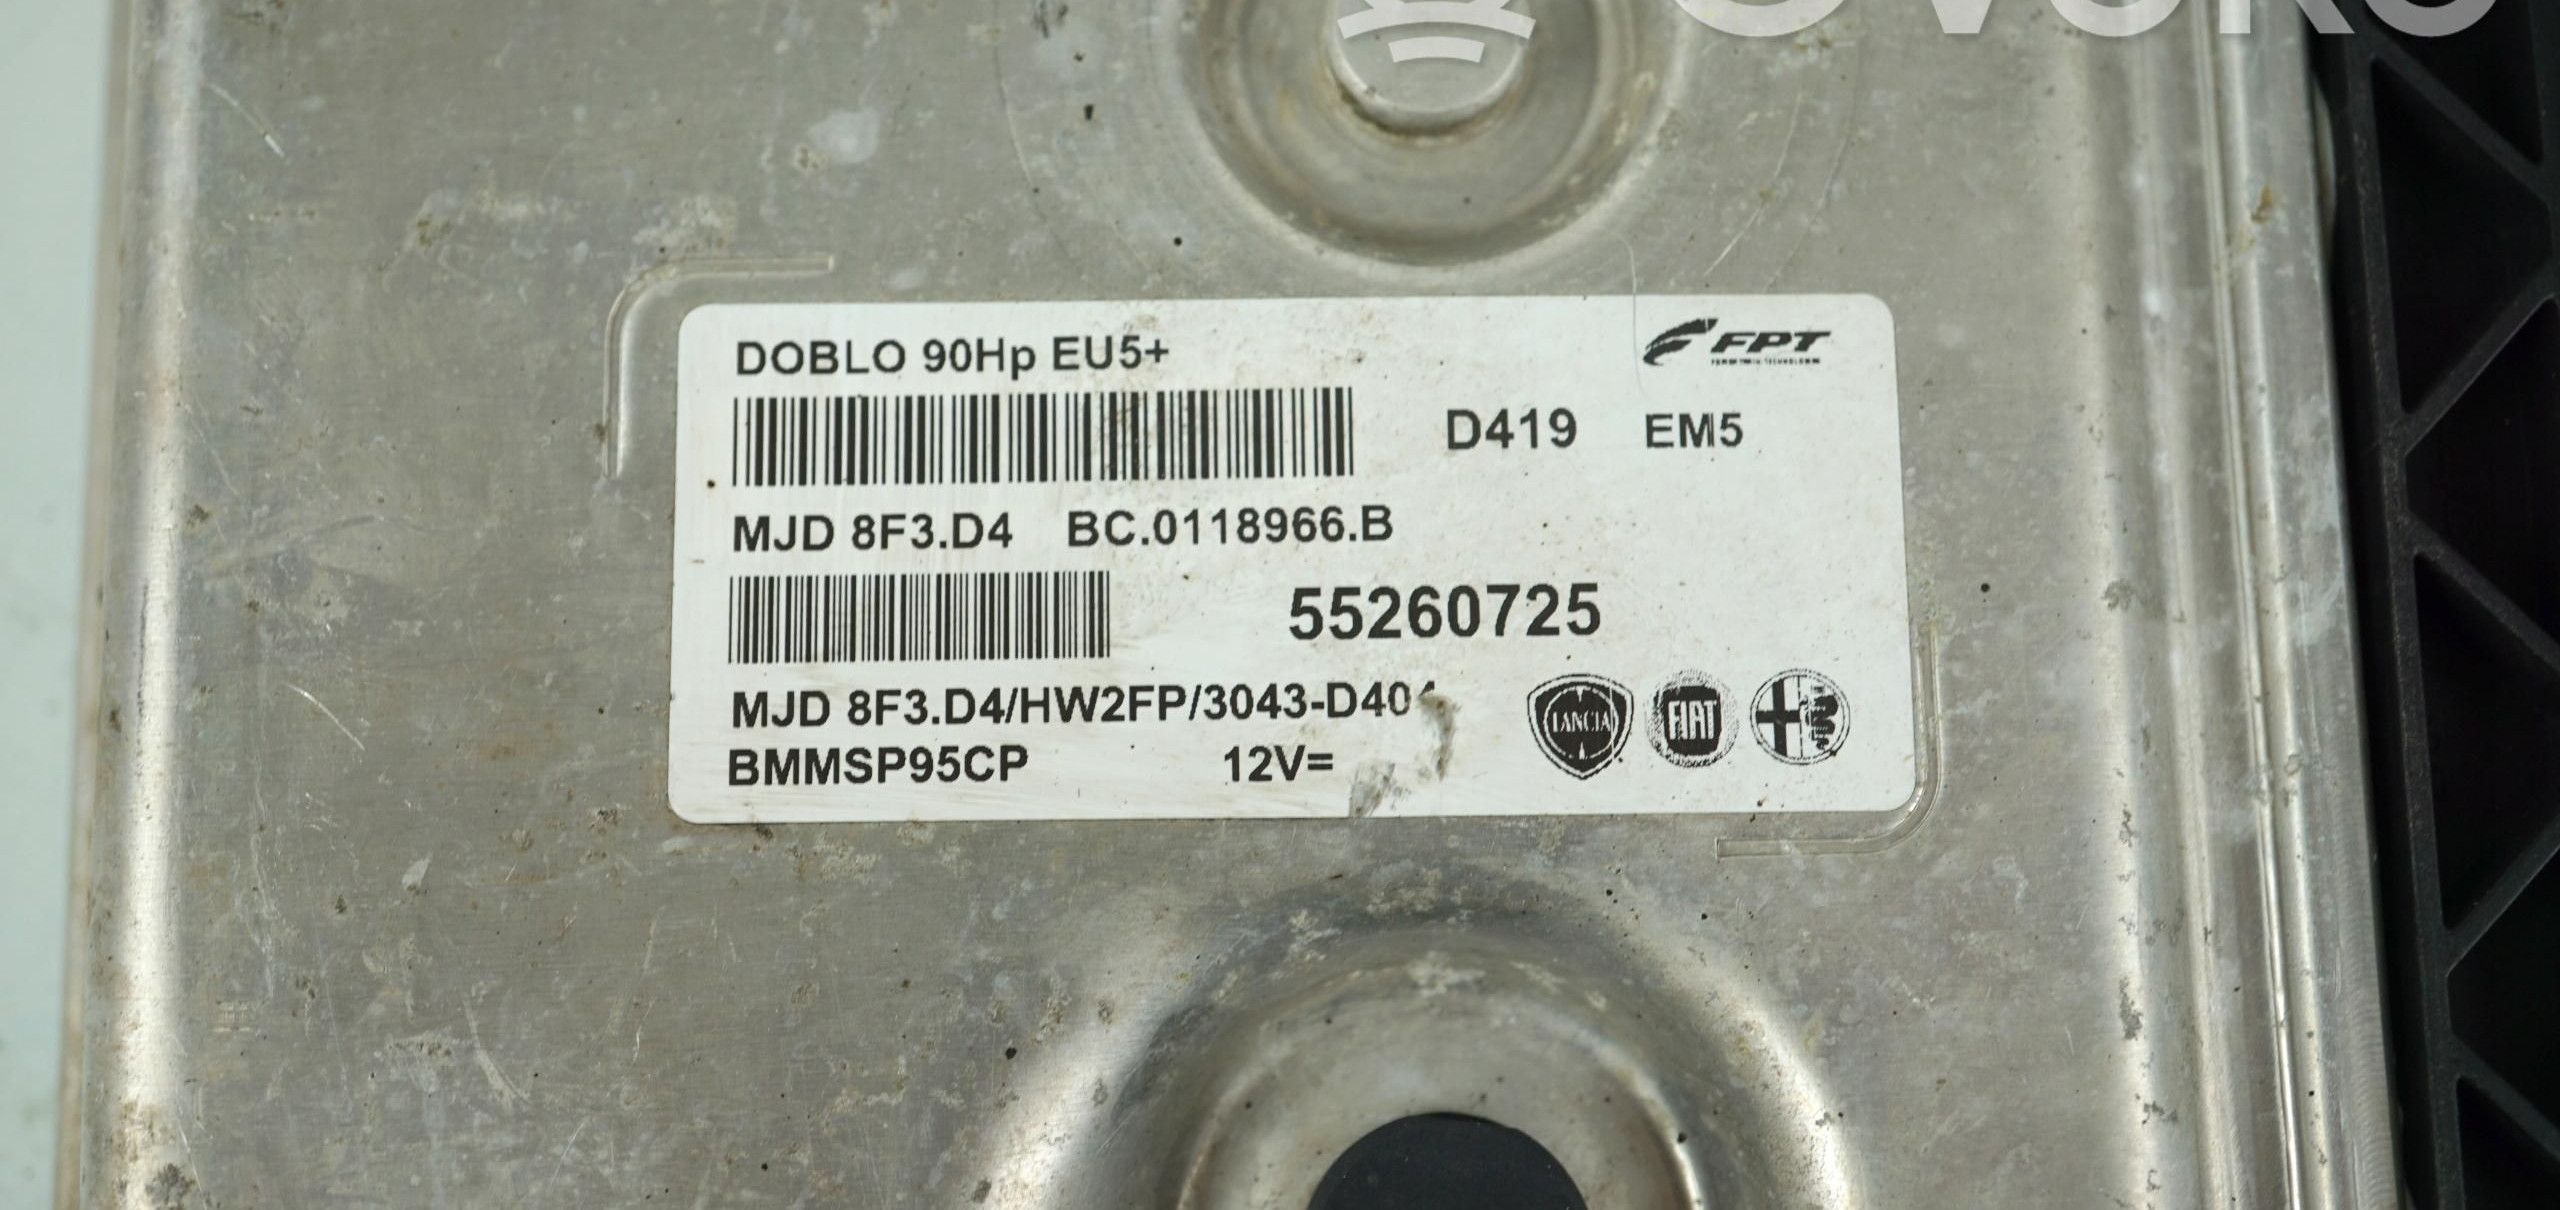 DOBLO 90Hp EU5+
FPT
D419 EM5
MJD 8F3.D4 BC.0118966.B
55260725
MJD 8F3.D4/HW2FP/3043-D40
BMMSP95CP 12V=
LANCIA FIAT